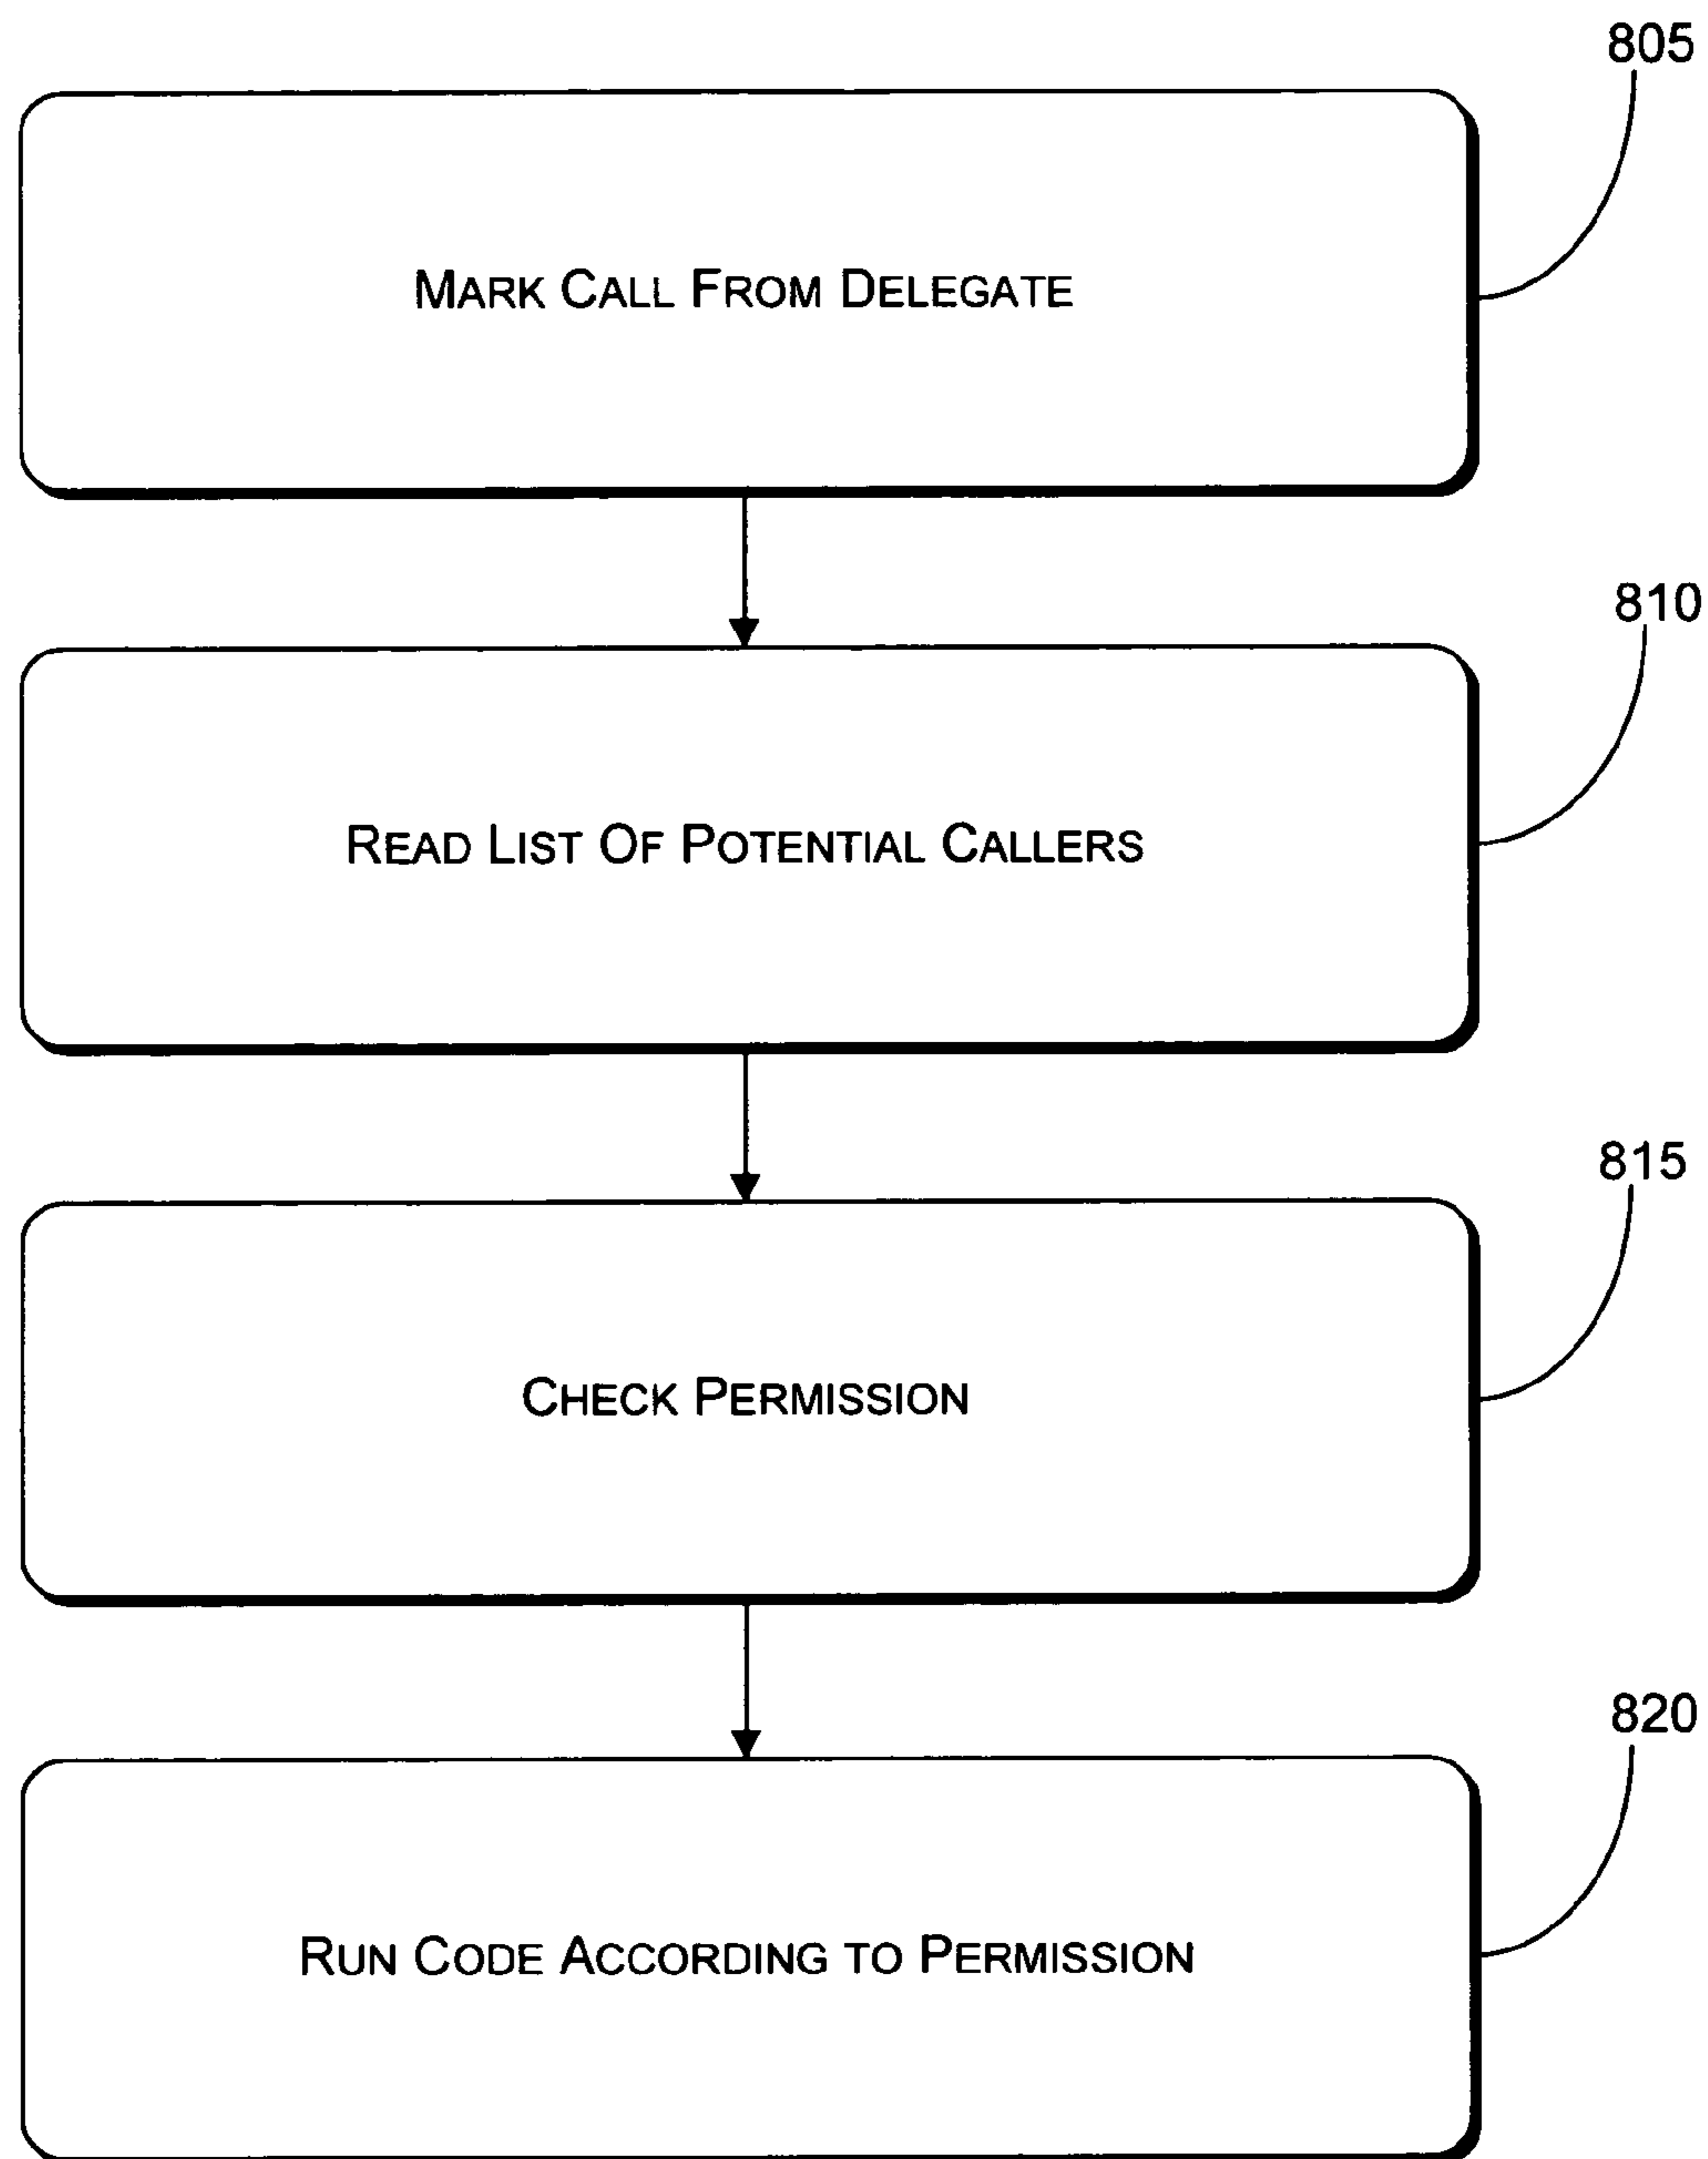 805
MARK CALL FROM DELEGATE
810
READ LIST OF POTENTIAL CALLERS
815
CHECK PERMISSION
820
RUN CODE ACCORDING TO PERMISSION